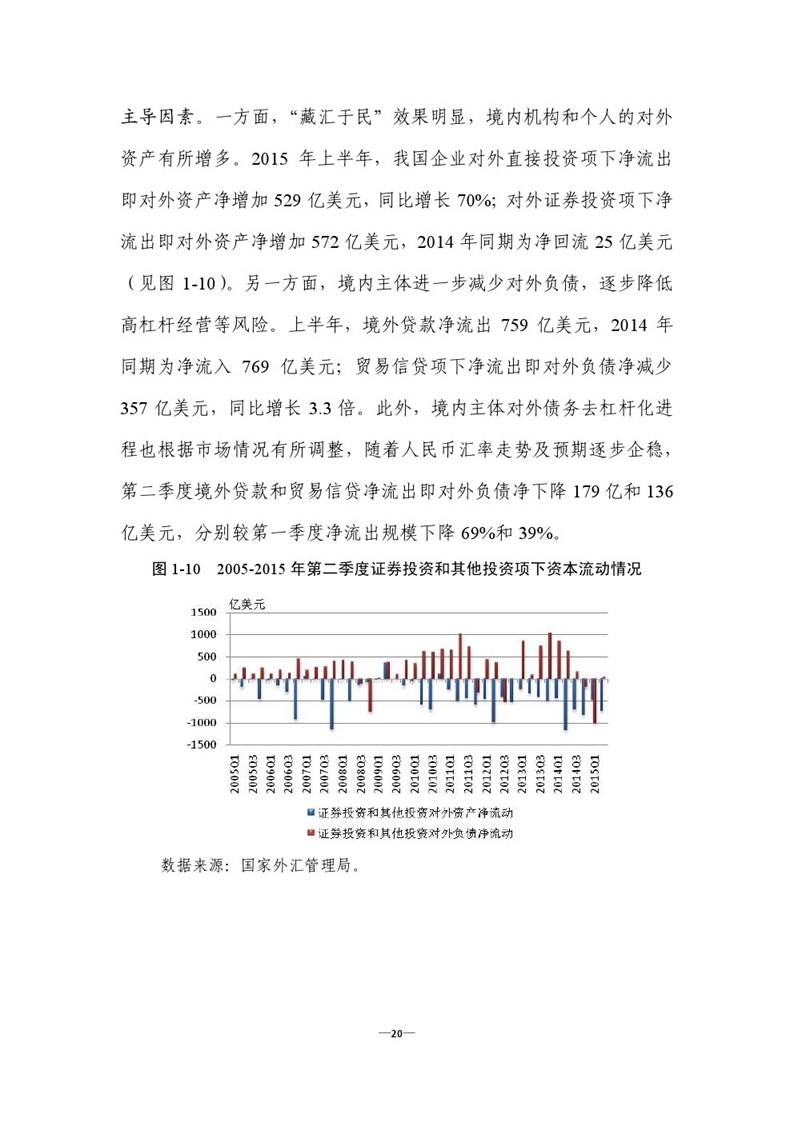 主导因素。一方面，“藏汇于民”效果明显，境内机构和个人的对外
资产有所增多。2015 年上半年，我国企业对外直接投资项下净流出
即对外资产净增加 529 亿美元，同比增长 70%; 对外证券投资项下净
流出即对外资产净增加 572 亿美元，2014 年同期为净回流 25 亿美元
（见图 1-10）。另一方面，境内主体进一步减少对外负债，逐步降低
高杠杆经营等风险。上半年，境外贷款净流出 759 亿美元，2014 年
同期为净流入 769 亿美元；贸易信贷项下净流出即对外负债净减少
357 亿美元，同比增长 3.3 倍。此外，境内主体对外债务去杠杆化进
程也根据市场情况有所调整，随着人民币汇率走势及预期逐步企稳，
第二季度境外贷款和贸易信贷净流出即对外负债净下降 179 亿和 136
亿美元，分别较第一季度净流出规模下降 69%和 39%。
图 1-10 2005-2015 年第二季度证券投资和其他投资项下资本流动情况
亿美元
1500
1000
500
0
-500
-1000
-1500
2005Q1
2005Q3
2006Q1
2006Q3
2007Q1
2007Q3
2008Q1
2008Q3
2009Q1
2009Q3
2010Q1
2010Q3
2011Q1
2011Q3
2012Q1
2012Q3
2013Q1
2013Q3
2014Q1
2014Q3
2015Q1
证券投资和其他投资对外资产净流动
证券投资和其他投资对外负债净流动
数据来源：国家外汇管理局。
—20—